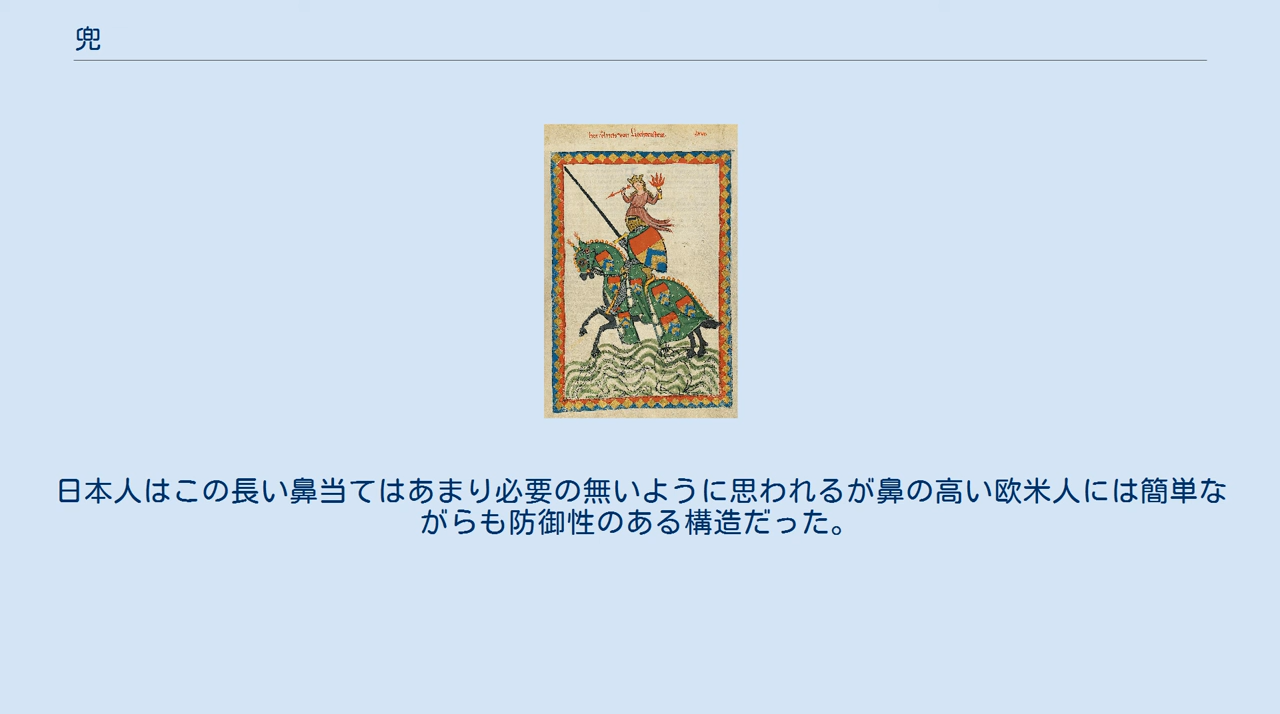 兜
日本人はこの長い鼻当てはあまり必要の無いように思われるが鼻の高い欧米人には簡単な
がらも防御性のある構造だった。